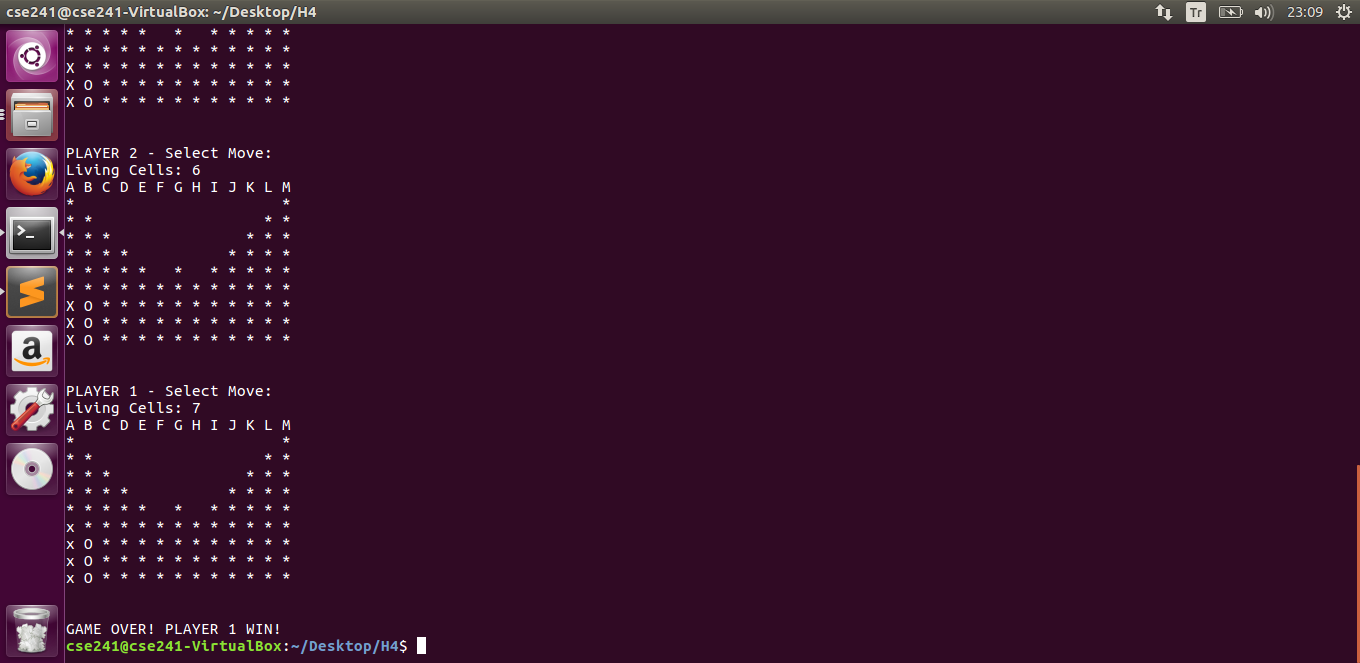 cse241@cse241-VirtualBox: ~/Desktop/H4
Tr
23:09
* * * * *   *   * * * * *
* * * * * * * * * * * * *
X * * * * * * * * * * * *
X O * * * * * * * * * * *
X O * * * * * * * * * * *
PLAYER 2 - Select Move:
Living Cells: 6
A B C D E F G H I J K L M
*                       *
* *                   * *
* * *               * * *
* * * *           * * * *
* * * * *   *   * * * * *
* * * * * * * * * * * * *
X O * * * * * * * * * * *
X O * * * * * * * * * * *
X O * * * * * * * * * * *
PLAYER 1 - Select Move:
Living Cells: 7
A B C D E F G H I J K L M
*                       *
* *                   * *
* * *               * * *
* * * *           * * * *
* * * * *   *   * * * * *
x * * * * * * * * * * * *
x O * * * * * * * * * * *
x O * * * * * * * * * * *
x O * * * * * * * * * * *
GAME OVER! PLAYER 1 WIN!
cse241@cse241-VirtualBox:~/Desktop/H4$